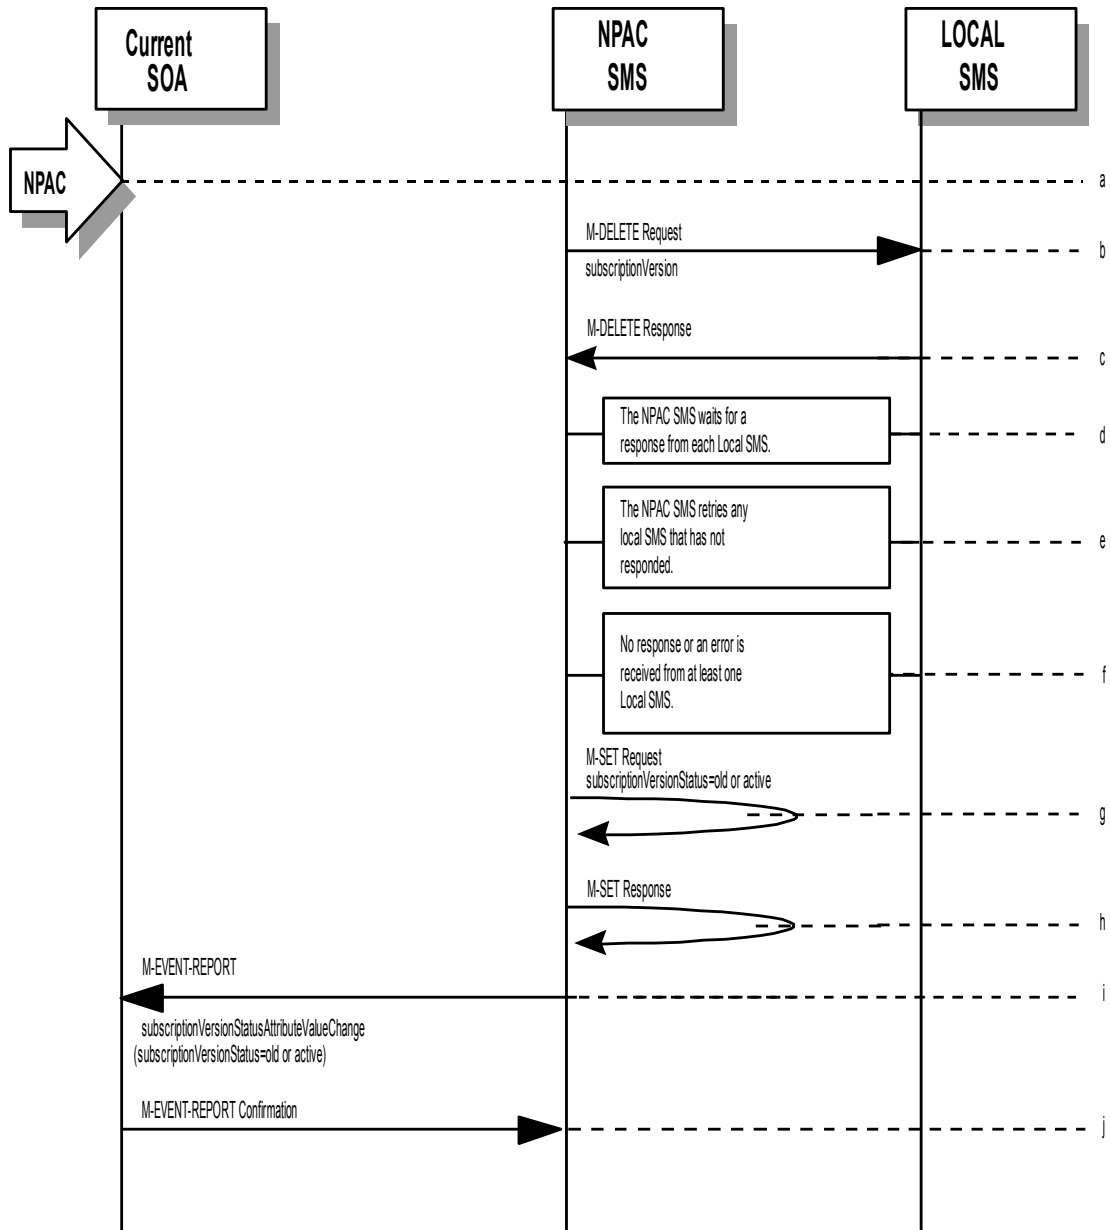 Current
SOA
NPAC
SMS
LOCAL
SMS
NPAC
a
M-DELETE Request
b
subscriptionVersion
M-DELETE Response
c
The NPAC SMS waits for a
response from each Local SMS.
d
The NPAC SMS retries any
local SMS that has not
responded.
e
No response or an error is
received from at least one
Local SMS.
f
M-SET Request
subscriptionVersionStatus=old or active
g
M-SET Response
h
M-EVENT-REPORT
i
subscriptionVersionStatusAttributeValueChange
(subscriptionVersionStatus=old or active)
M-EVENT-REPORT Confirmation
j